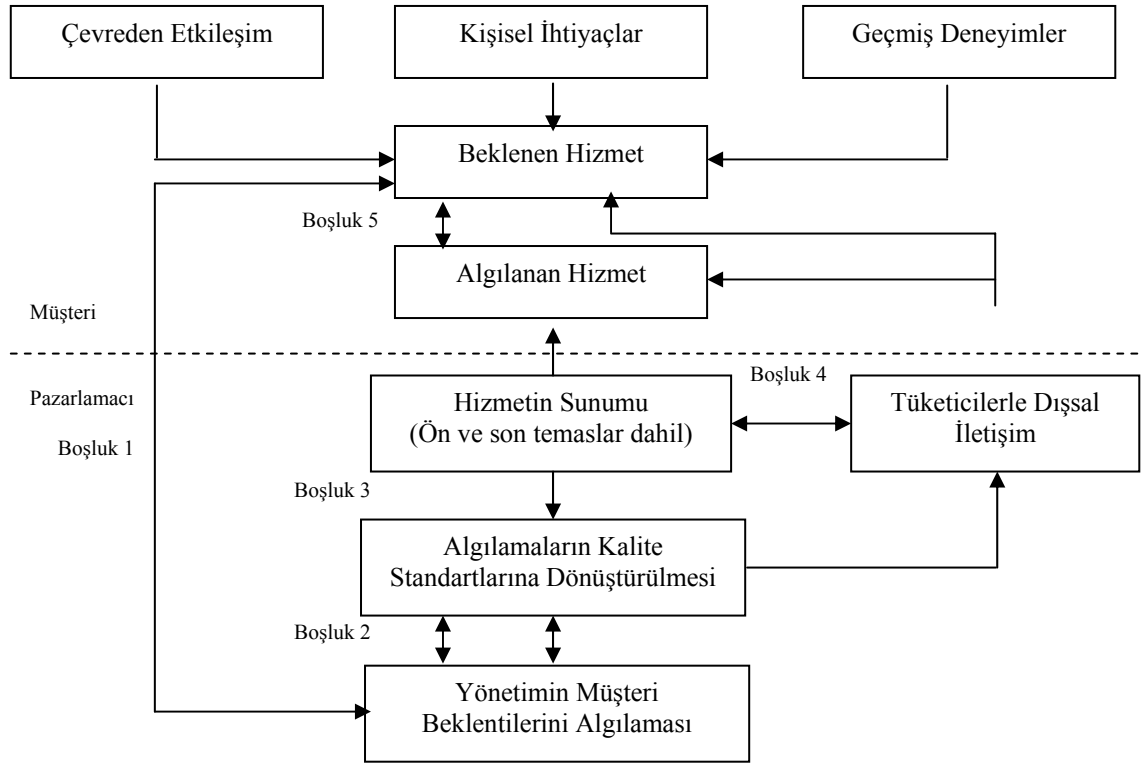 Çevreden Etkileşim
Kişisel İhtiyaçlar
Geçmiş Deneyimler
Beklenen Hizmet
Boşluk 5
Algılanan Hizmet
Müşteri
Pazarlamacı
Boşluk 1
Hizmetin Sunumu
(Ön ve son temaslar dahil)
Boşluk 4
Tüketicilerle Dışsal
İletişim
Boşluk 3
Algılamaların Kalite
Standartlarına Dönüştürülmesi
Boşluk 2
Yönetimin Müşteri
Beklentilerini Algılaması